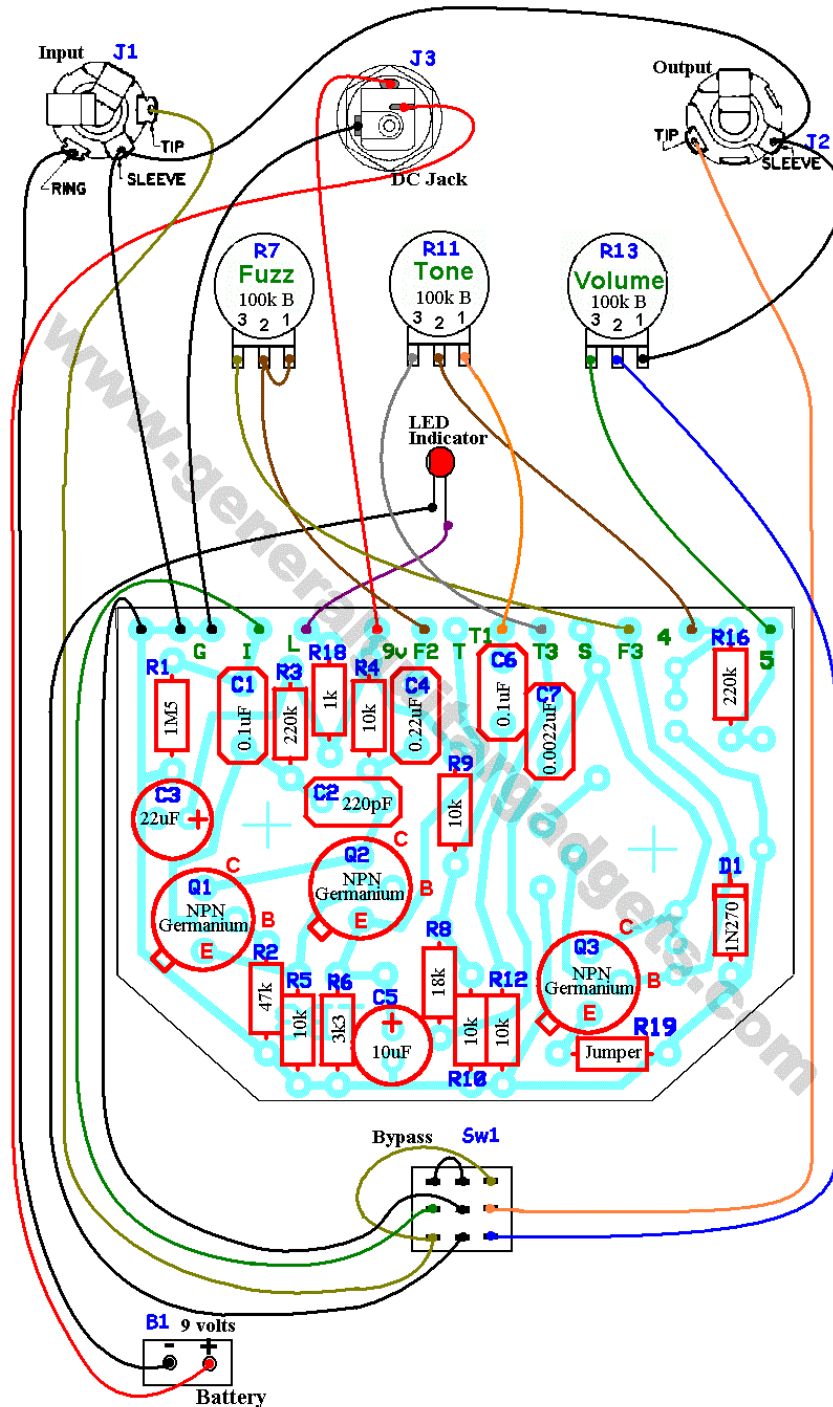 Input
J1
TIP
SLEEVE
RING
J3
DC Jack
Output
J2
TIP
SLEEVE
R7
Fuzz
100k B
3 2 1
R11
Tone
100k B
3 2 1
R13
Volume
100k B
3 2 1
www.generalguitargadgets.com
LED
Indicator
G I L 9v F2 T T1 T3 S F3 4 5
R1
1M5
C1
0.1uF
R3
220k
R18
1k
R4
10k
C4
0.22uF
C6
0.1uF
C7
0.0022uF
R16
220k
C3
22uF
+
C2
220pF
R9
10k
Q1
NPN
Germanium
C
B
E
Q2
NPN
Germanium
C
B
E
D1
1N270
R2
47k
R5
10k
R6
3k3
C5
+
10uF
R8
18k
R10
10k
R12
10k
Q3
NPN
Germanium
C
B
E
R19
Jumper
Bypass
Sw1
B1
9 volts
- +
Battery